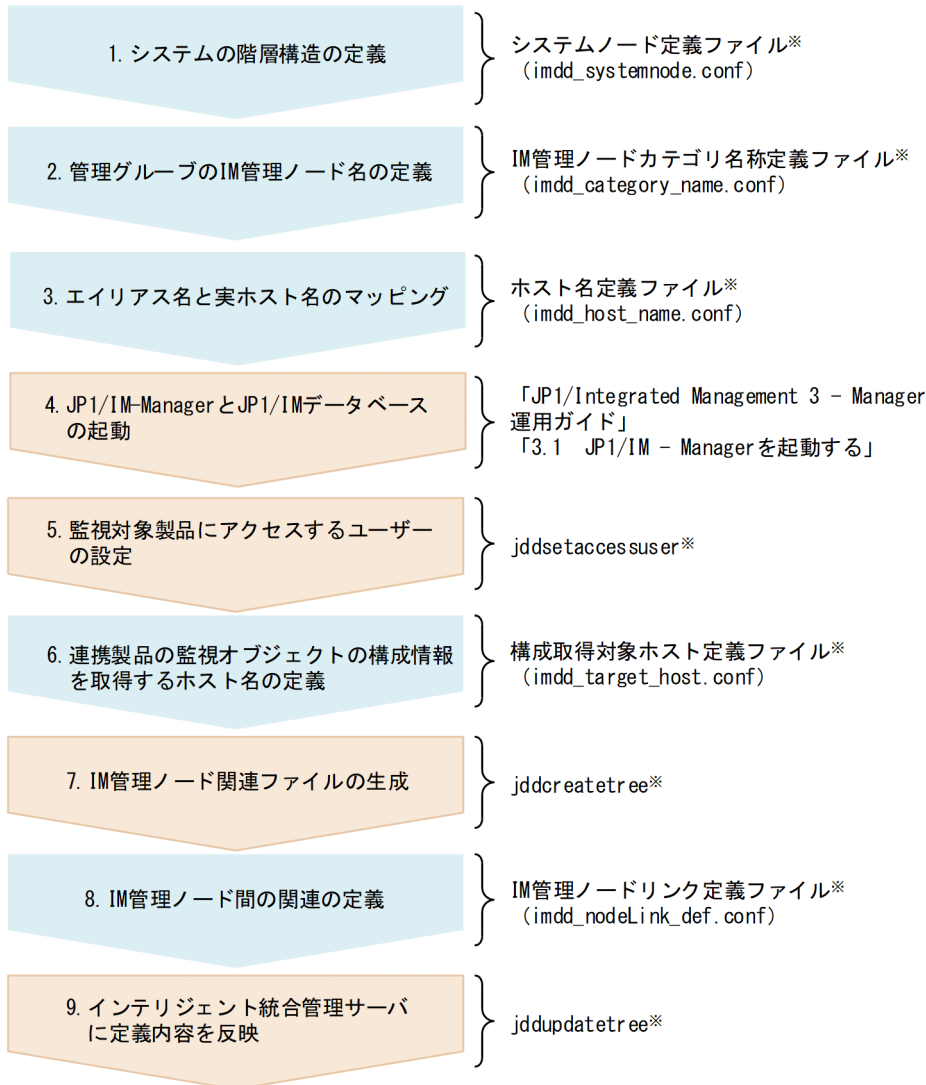 1. システムの階層構造の定義
システムノード定義ファイル※
（imdd_systemnode.conf）
2. 管理グループのIM管理ノード名の定義
IM管理ノードカテゴリ名称定義ファイル※
（imdd_category_name.conf）
3. エイリアス名と実ホスト名のマッピング
ホスト名定義ファイル※
（imdd_host_name.conf）
4. JP1/IM-ManagerとJP1/IMデータベース
の起動
「JP1/Integrated Management 3 - Manager
運用ガイド」
「3.1　JP1/IM - Managerを起動する」
5. 監視対象製品にアクセスするユーザー
の設定
jddsetaccessuser※
6. 連携製品の監視オブジェクトの構成情報
を取得するホスト名の定義
構成取得対象ホスト定義ファイル※
（imdd_target_host.conf）
7. IM管理ノード関連ファイルの生成
jddcreatetree※
8. IM管理ノード間の関連の定義
IM管理ノードリンク定義ファイル※
（imdd_nodeLink_def.conf）
9. インテリジェント統合管理サーバ
に定義内容を反映
jddupdatetree※